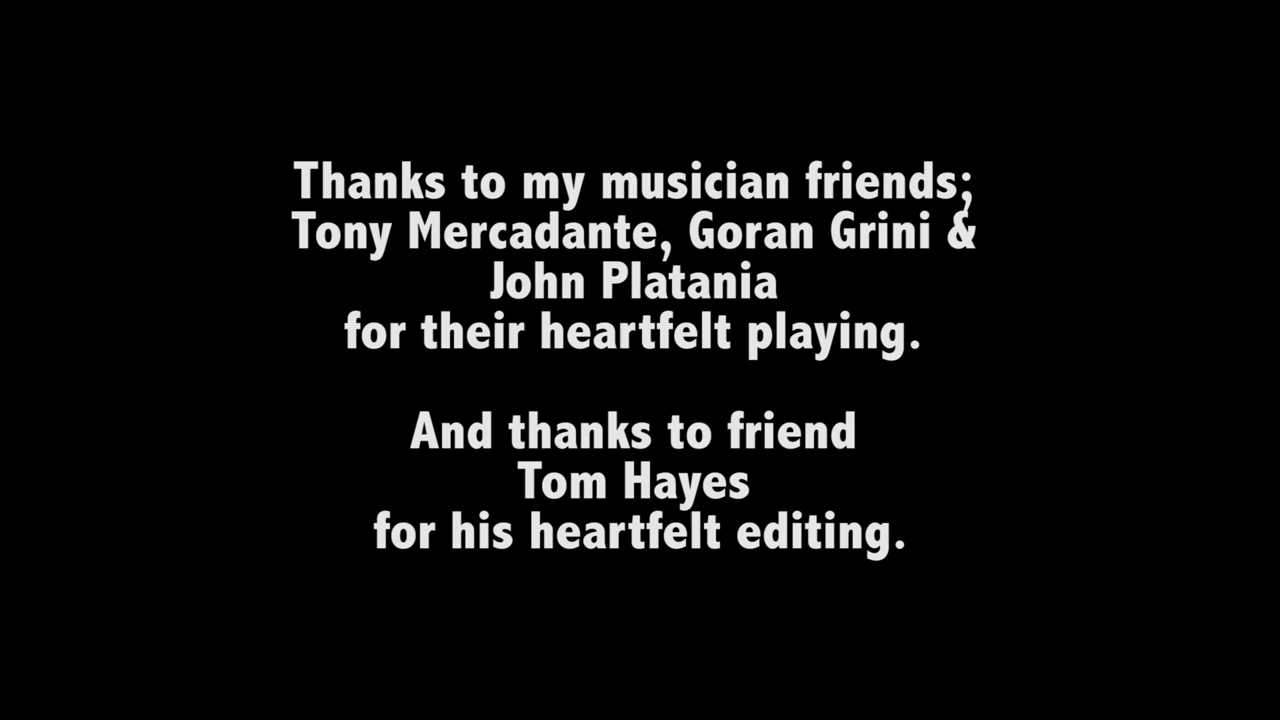 Thanks to my musician friends;
Tony Mercadante, Goran Grini &
John Platania
for their heartfelt playing.
And thanks to friend
Tom Hayes
for his heartfelt editing.